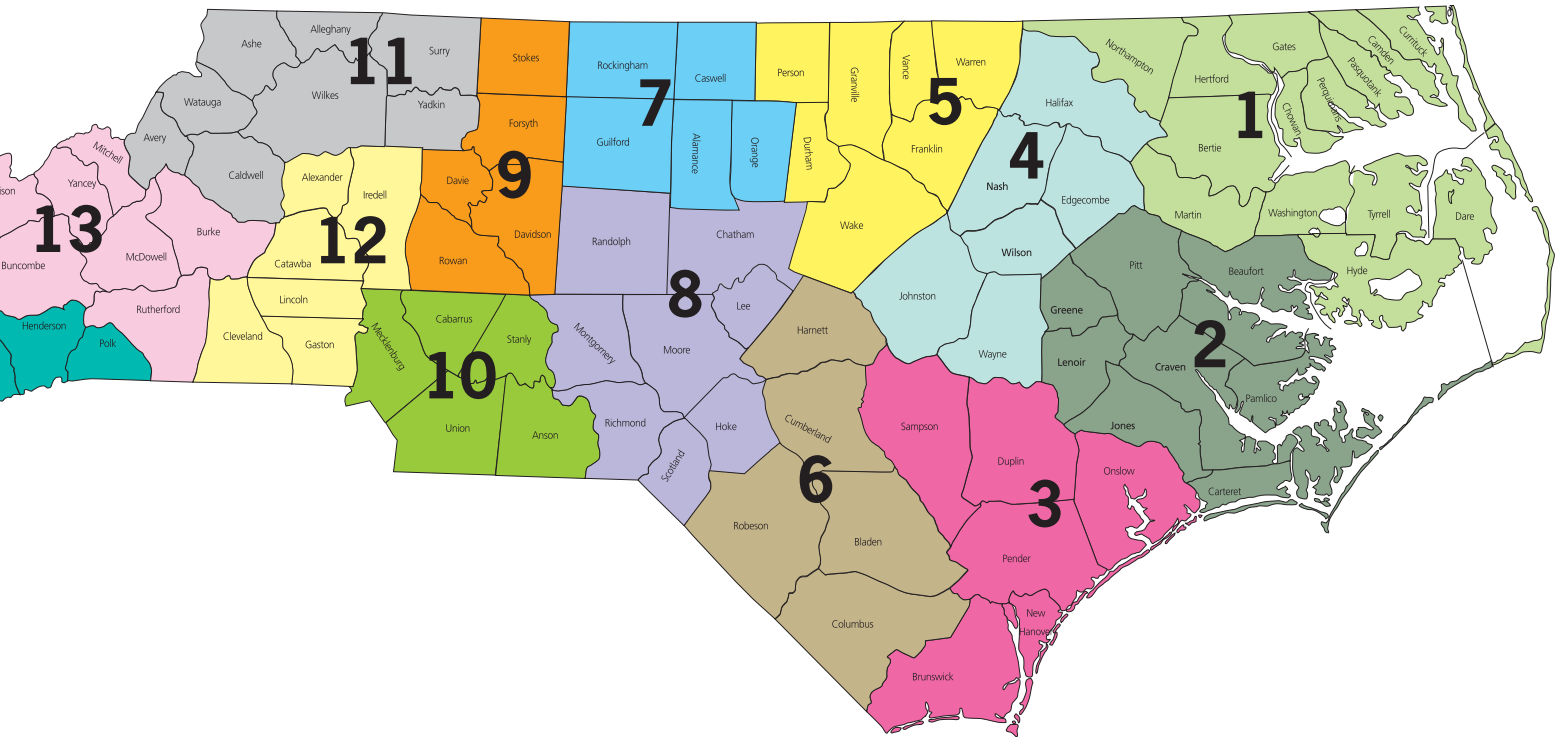 Ashe
Alleghany
Surry
11
Wilkes
Watauga
Yadkin
Avery
Caldwell
Stokes
Forsyth
9
Davie
Davidson
Rowan
Rockingham
Caswell
7
Guilford
Alamance
Orange
Person
Granville
Vance
Warren
5
Durham
Franklin
Wake
Northampton
Halifax
4
Nash
Edgecombe
Wilson
Johnston
Wayne
Gates
Camden
Currituck
Pasquotank
Perquimans
Chowan
Hertford
1
Bertie
Martin
Washington
Tyrrell
Dare
Hyde
Mitchell
Yancey
ison
13
Buncombe
McDowell
Burke
Rutherford
Henderson
Polk
Alexander
Iredell
12
Catawba
Lincoln
Cleveland
Gaston
Mecklenburg
Cabarrus
Stanly
10
Union
Anson
Randolph
Chatham
8
Lee
Montgomery
Moore
Richmond
Hoke
Scotland
Harnett
Cumberland
6
Robeson
Bladen
Columbus
Sampson
Duplin
Onslow
3
Pender
New
Hanover
Brunswick
Pitt
Beaufort
Greene
2
Lenoir
Craven
Pamlico
Jones
Carteret